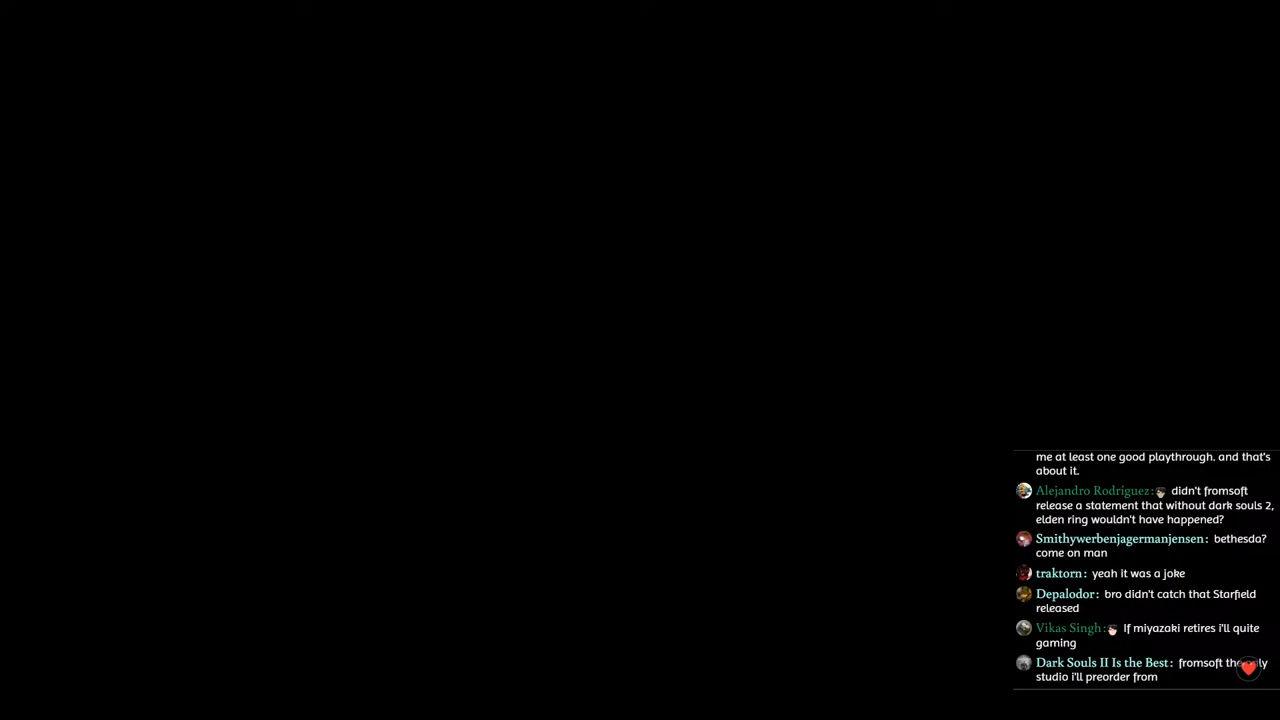 me at least one good playthrough. and that's
about it.
Alejandro Rodríguez: didn't fromsoft
release a statement that without dark souls 2,
elden ring wouldn't have happened?
Smithywerbenjagermanjensen: bethesda?
come on man
traktorn: yeah it was a joke
Depalodor: bro didn't catch that Starfield
released
Vikas Singh: If miyazaki retires i'll quite
gaming
Dark Souls II Is the Best: fromsoft
studio i'll preorder from